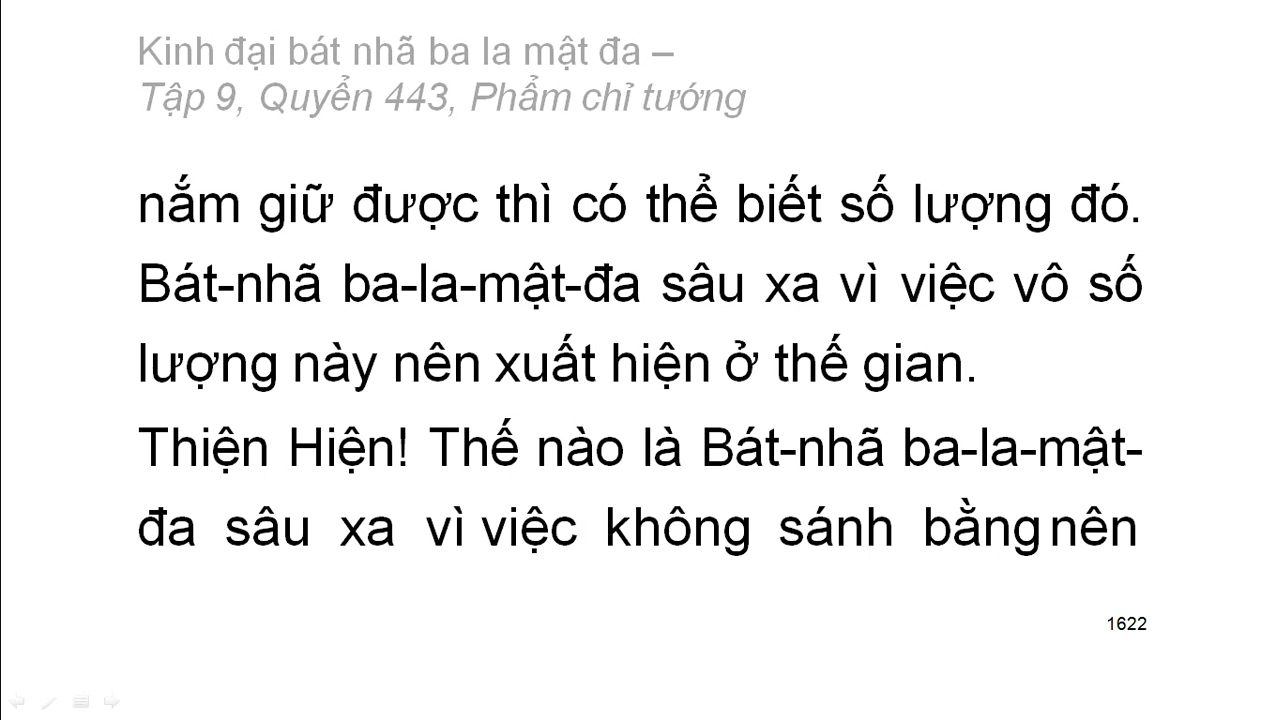 Kinh đại bát nhã ba la mật đa –
Tập 9, Quyển 443, Phẩm chỉ tướng
nắm giữ được thì có thể biết số lượng đó.
Bát-nhã ba-la-mật-đa sâu xa vì việc vô số
lượng này nên xuất hiện ở thế gian.
Thiện Hiện! Thế nào là Bát-nhã ba-la-mật-
đa sâu xa vì việc không sánh bằng nên
1622